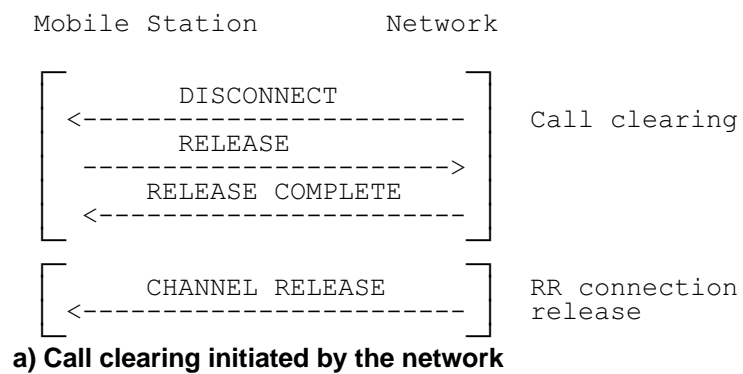 Mobile Station Network
DISCONNECT
<----------------------- Call clearing
RELEASE
----------------------->
RELEASE COMPLETE
<-----------------------
CHANNEL RELEASE RR connection
<----------------------- release
a) Call clearing initiated by the network